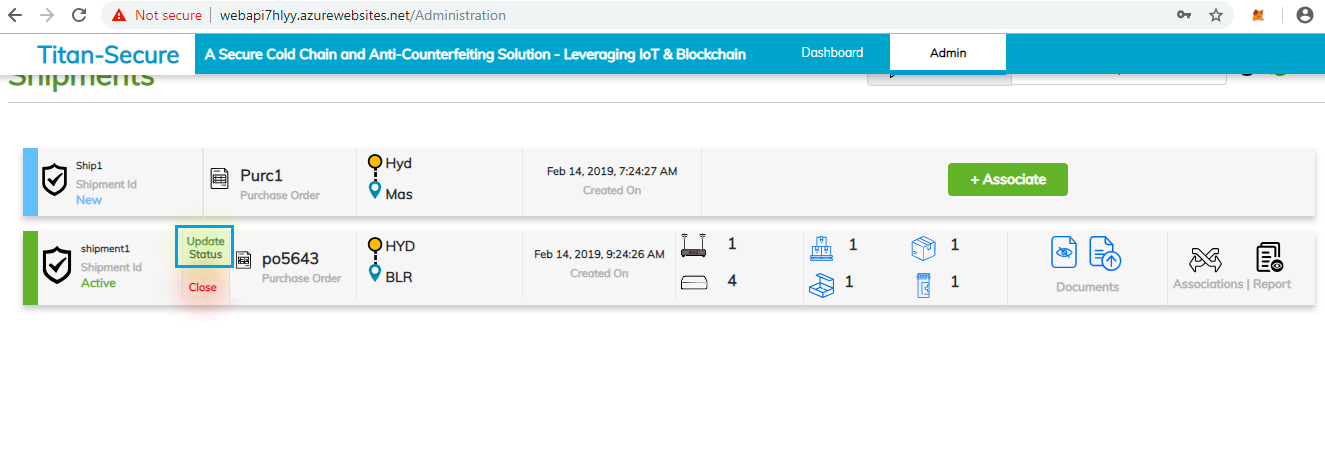 Not secure | webapi7hlyy.azurewebsites.net/Administration
Titan-Secure
A Secure Cold Chain and Anti-Counterfeiting Solution - Leveraging IoT & Blockchain
Dashboard
Admin
Shipments
Ship1
Shipment Id
New
Purc1
Purchase Order
Hyd
Mas
Feb 14, 2019, 7:24:27 AM
Created On
+ Associate
shipment1
Shipment Id
Active
Update
Status
Close
po5643
Purchase Order
HYD
BLR
Feb 14, 2019, 9:24:26 AM
Created On
1
4
1
1
1
1
Documents
Associations | Report